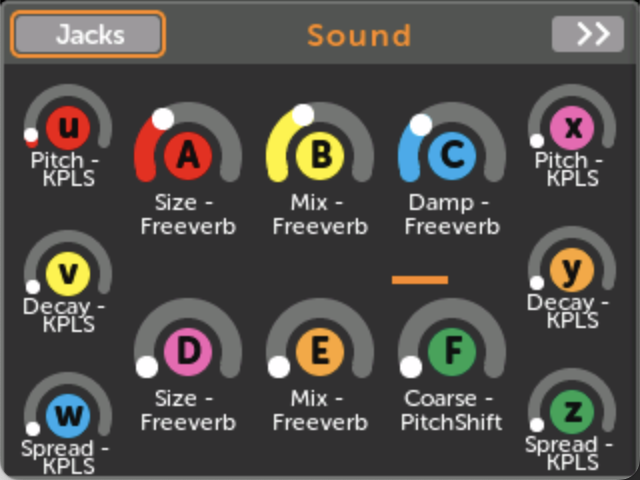 Jacks
Sound
>>
u
Pitch -
KPLS
A
Size -
Freeverb
B
Mix -
Freeverb
C
Damp -
Freeverb
x
Pitch -
KPLS
v
Decay -
KPLS
y
Decay -
KPLS
D
Size -
Freeverb
E
Mix -
Freeverb
F
Coarse -
PitchShift
w
Spread -
KPLS
z
Spread -
KPLS